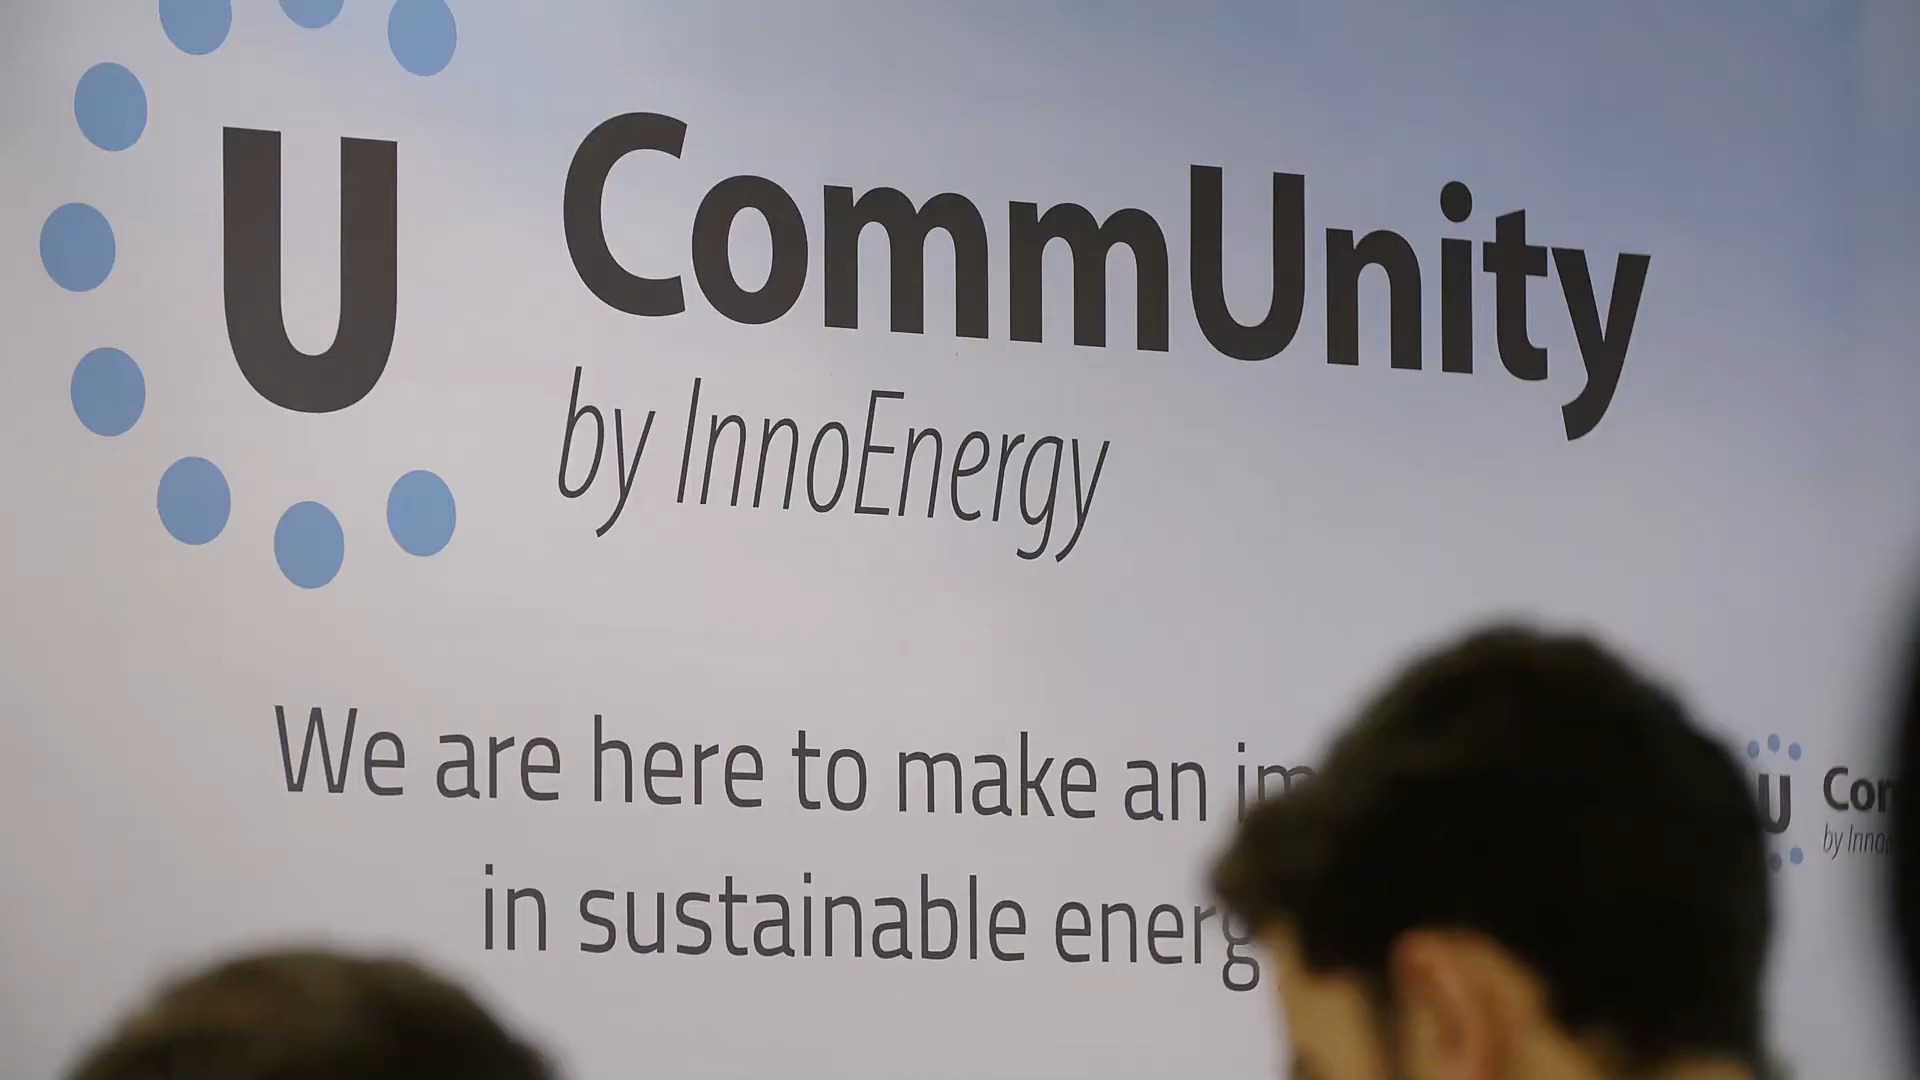 U
CommUnity
by InnoEnergy
We are here to make an
in sustainable
U
by